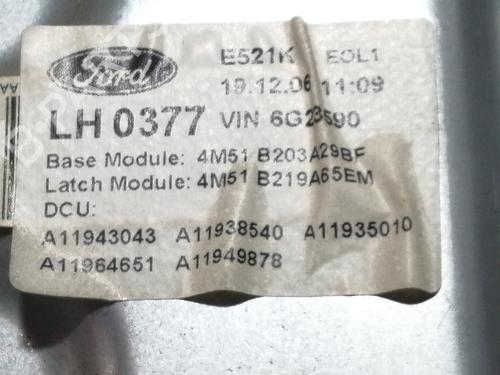 Ford
E521K EOL1
19.12.06 11:09
LH 0377 VIN 6G23690
Base Module: 4M51 B203A29BF
Latch Module: 4M51 B219A65EM
DCU:
A11943043 A11938540 A11935010
A11964651 A11949878